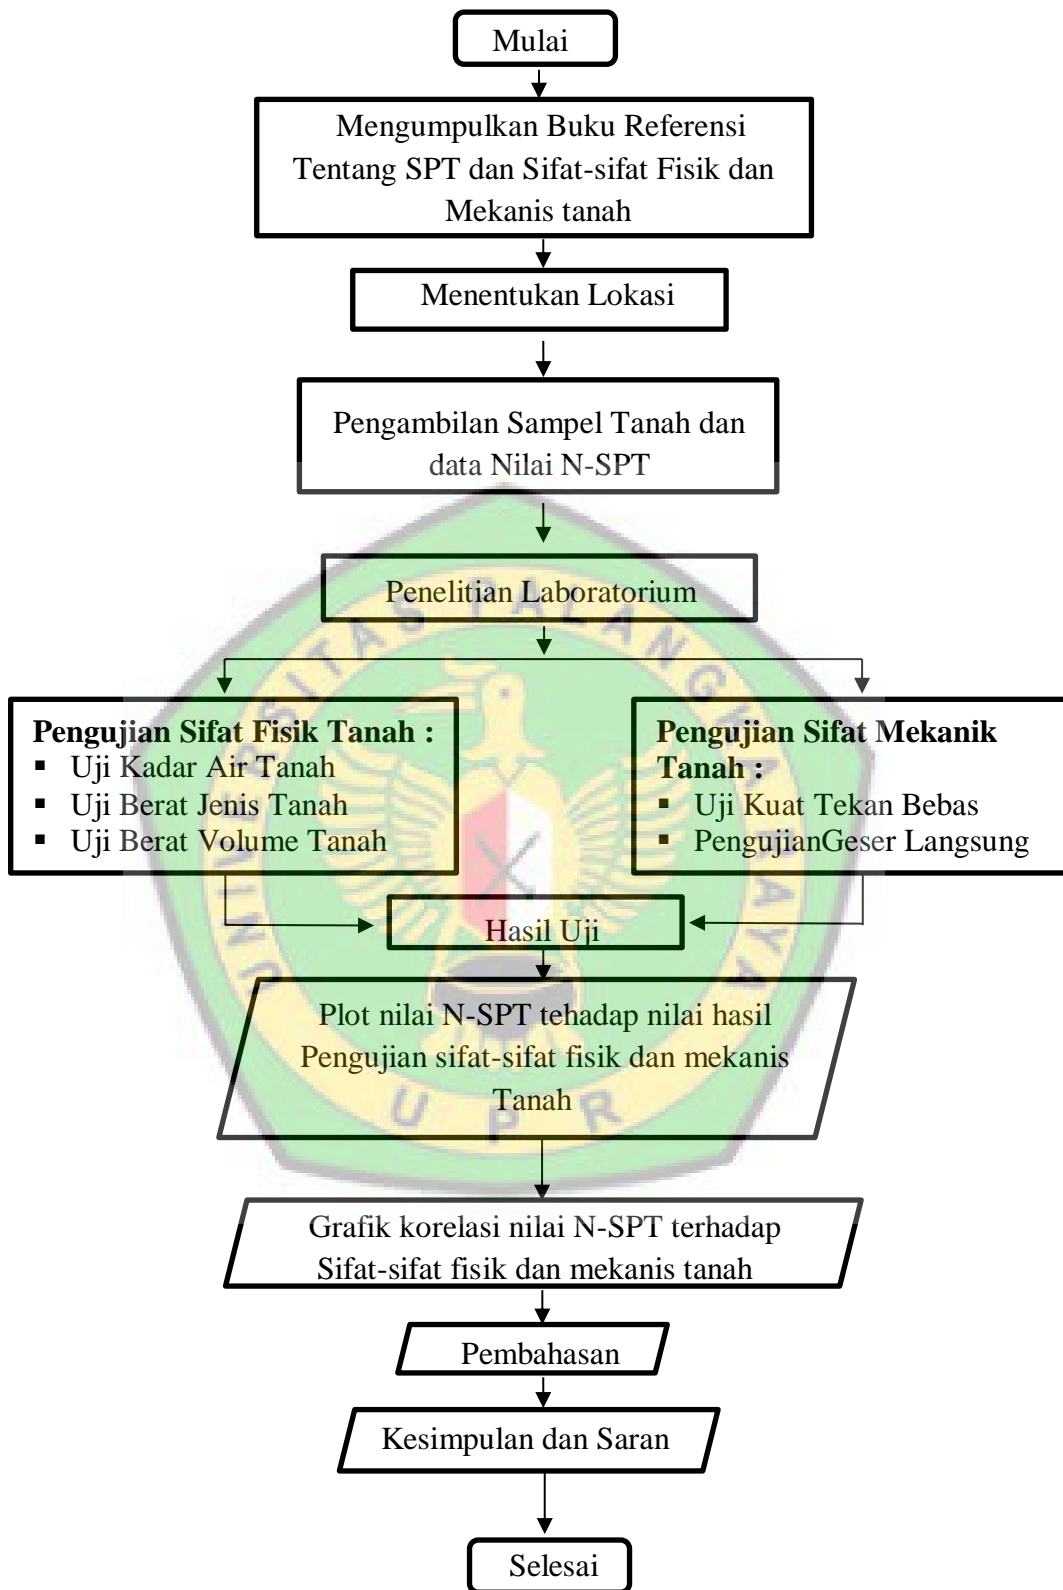 Mulai
Mengumpulkan Buku Referensi
Tentang SPT dan Sifat-sifat Fisik dan
Mekanis tanah
Menentukan Lokasi
Pengambilan Sampel Tanah dan
data Nilai N-SPT
Penelitian Laboratorium
UNIVERSITAS PALANGKA RAYA
Pengujian Sifat Fisik Tanah :
▪ Uji Kadar Air Tanah
▪ Uji Berat Jenis Tanah
▪ Uji Berat Volume Tanah
Pengujian Sifat Mekanik
Tanah :
▪ Uji Kuat Tekan Bebas
▪ PengujianGeser Langsung
Hasil Uji
Plot nilai N-SPT tehadap nilai hasil
Pengujian sifat-sifat fisik dan mekanis
Tanah
U P R
Grafik korelasi nilai N-SPT terhadap
Sifat-sifat fisik dan mekanis tanah
Pembahasan
Kesimpulan dan Saran
Selesai